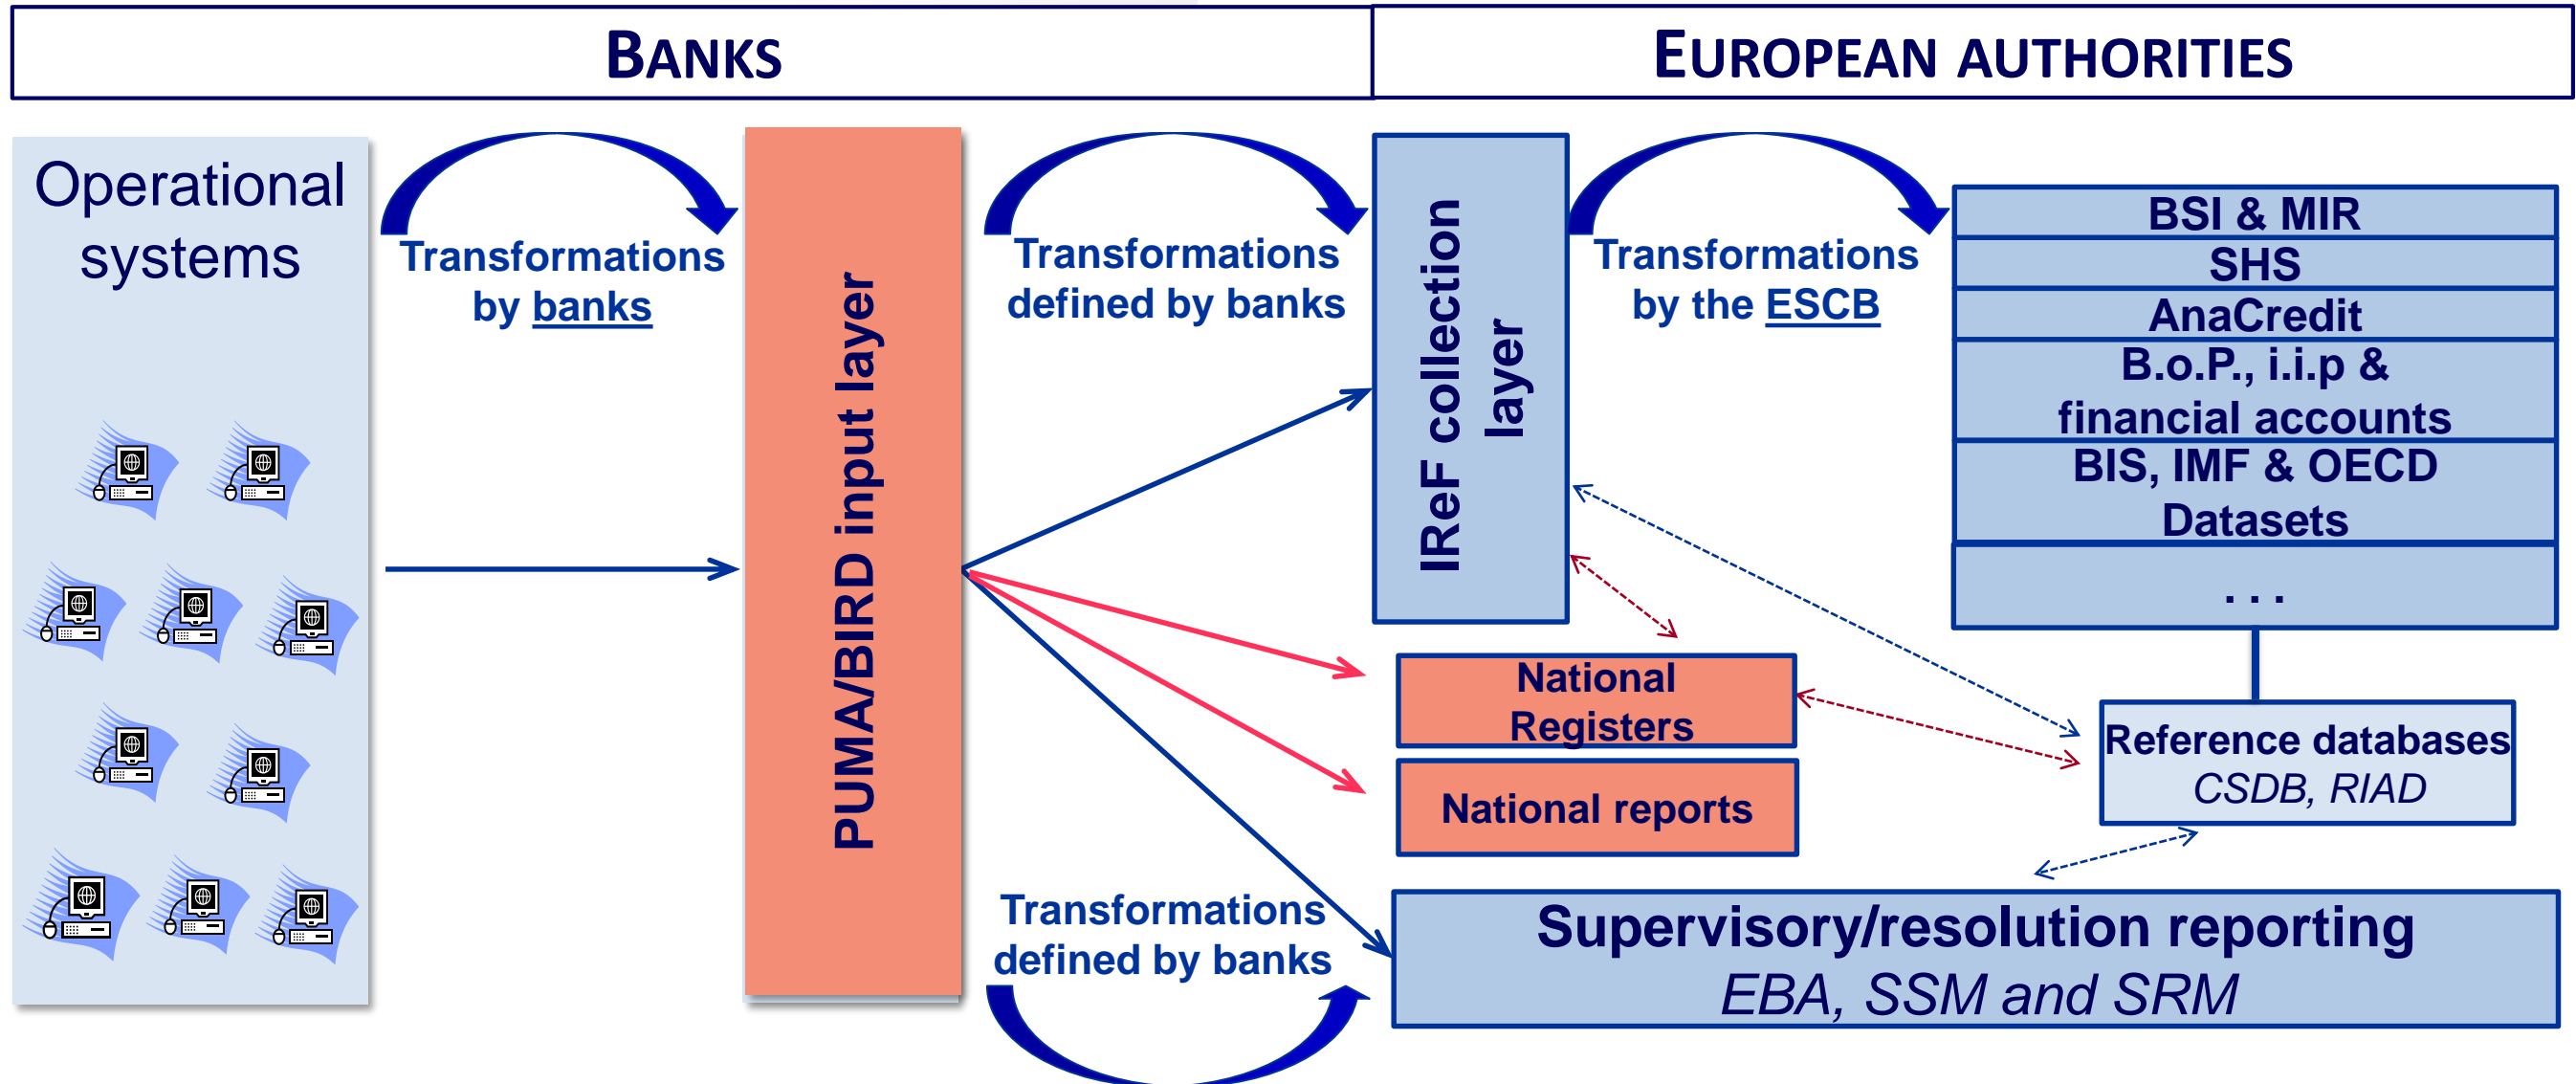 BANKS
EUROPEAN AUTHORITIES
Operational
systems
Transformations
by banks
PUMA/BIRD input layer
Transformations
defined by banks
IReF collection
layer
Transformations
by the ESCB
BSI & MIR
SHS
AnaCredit
B.o.P., i.i.p &
financial accounts
BIS, IMF & OECD
Datasets
. . .
National
Registers
National reports
Reference databases
CSDB, RIAD
Transformations
defined by banks
Supervisory/resolution reporting
EBA, SSM and SRM